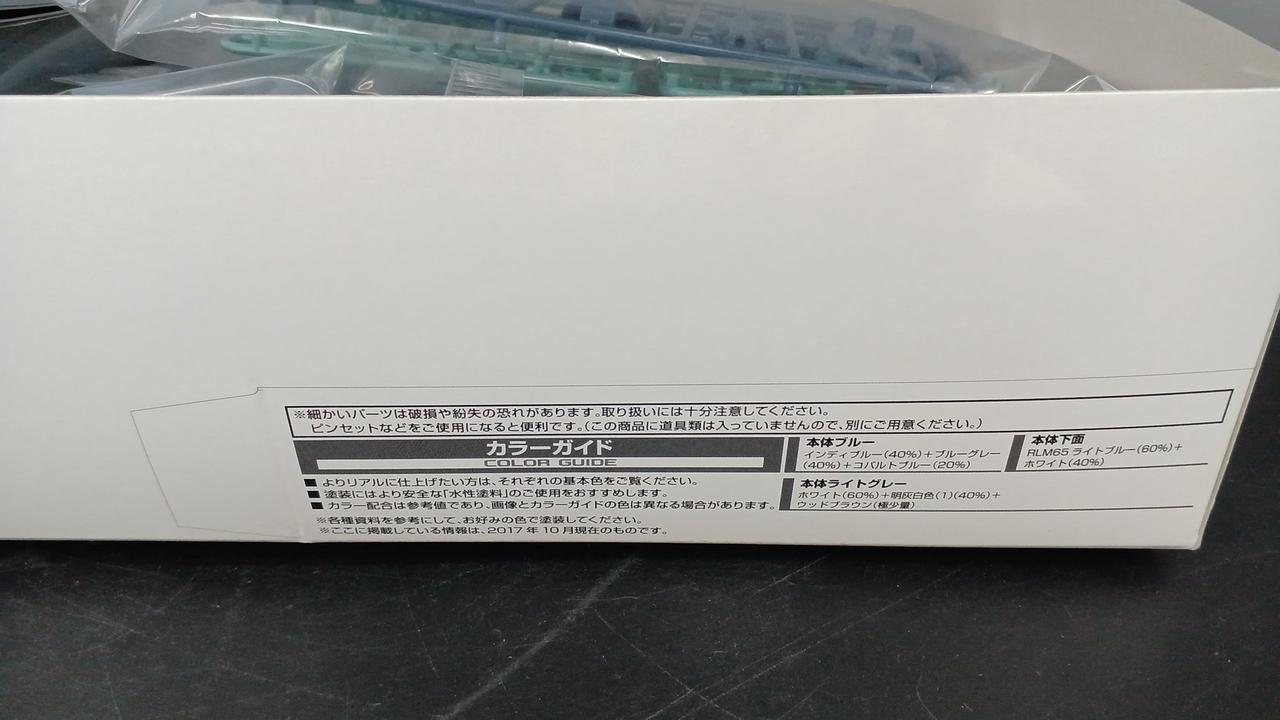 ※細かいパーツは破損や紛失の恐れがあります。取り扱いには十分注意してください。
ピンセットなどをご使用になると便利です。(この商品に道具類は入っていませんので、別にご用意ください。)
カラーガイド
COLOR GUIDE
■ よりリアルに仕上げたい方は、それぞれの基本色をご覧ください。
■ 塗装にはより安全な「水性塗料」のご使用をおすすめします。
■ カラー配合は参考値であり、画像とカラーガイドの色は異なる場合があります。
※各種資料を参考にして、お好みの色で塗装してください。
※ここに掲載している情報は、2017年10月現在のものです。
本体ブルー
インディブルー(40%)+ブルーグレー
(40%)+コバルトブルー(20%)
本体下面
RLM65 ライトブルー(60%)+
ホワイト(40%)
本体ライトグレー
ホワイト(60%)+明灰白色(1)(40%)+
ウッドブラウン(極少量)